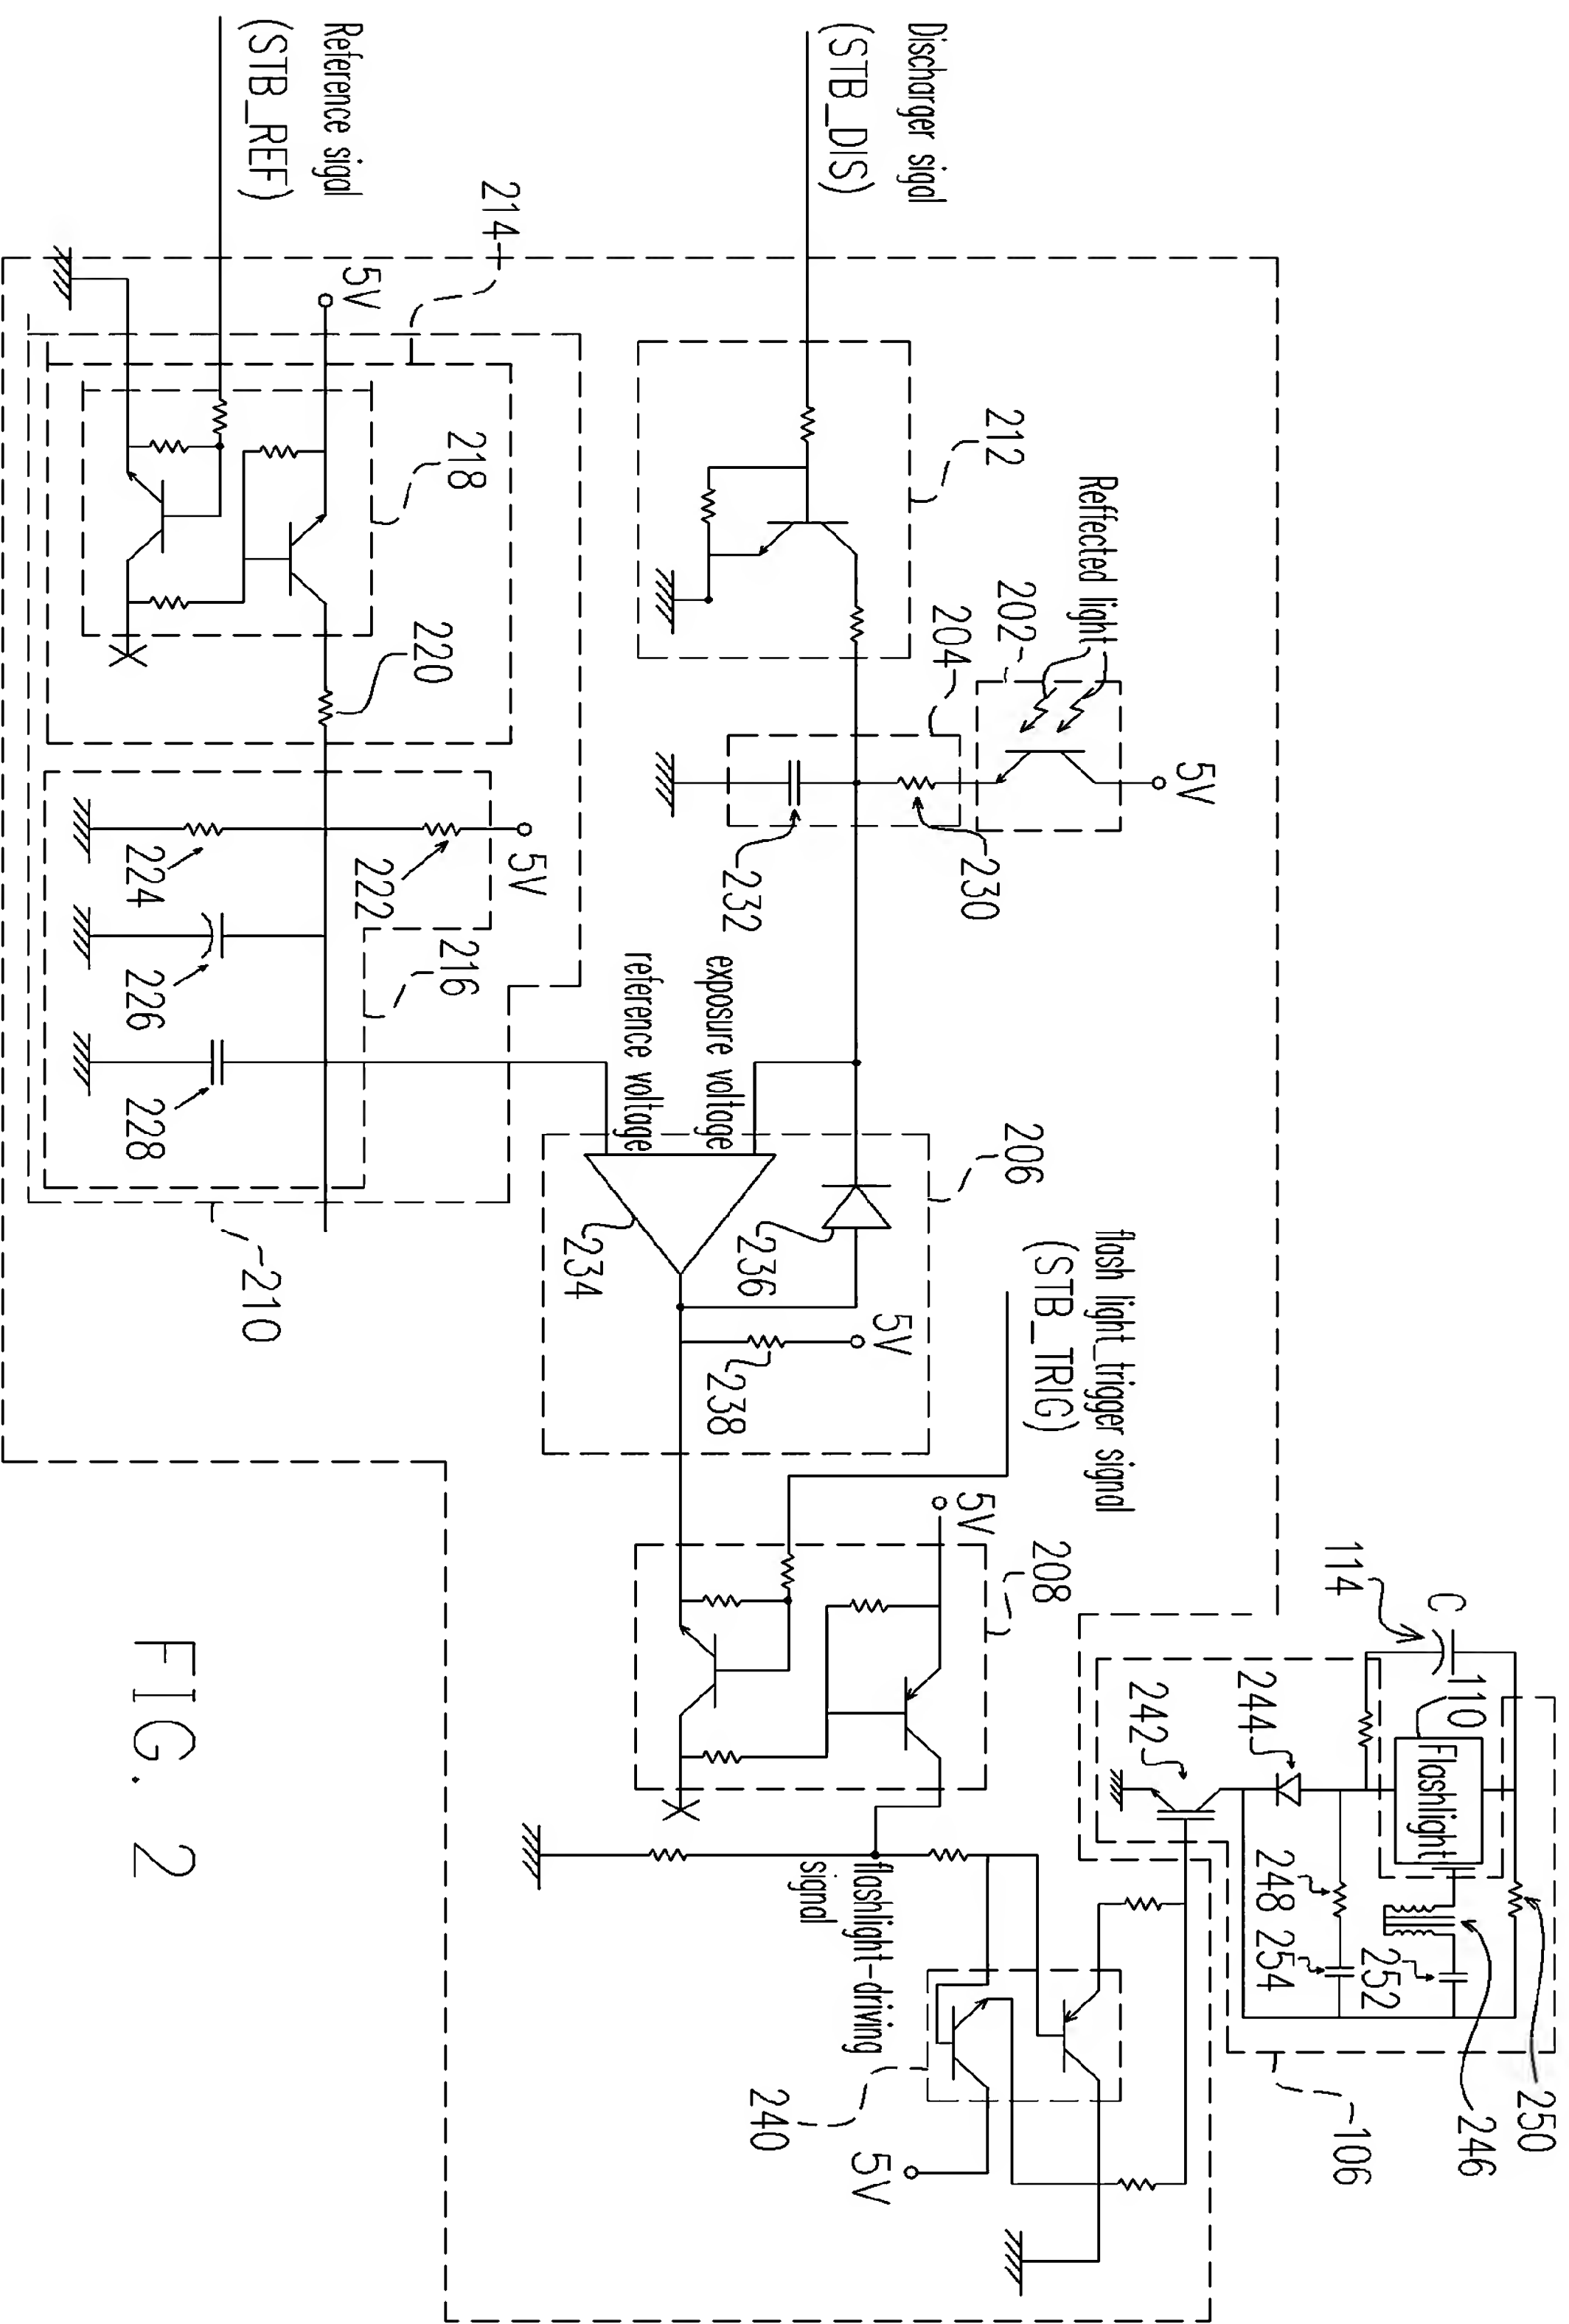 Discharger sigal
(STB_DIS)
Reference sigal
(STB_REF)
214
5V
218
220
212
Reffected light
202
204
5V
230
232
5V
222
224
226
228
216
210
exposure voltage
reference voltage
206
234
236
238
5V
flash light_trigger signal
(STB_TRIG)
5V
208
flashlight-driving
signal
240
5V
114
C
110
Flashlight
244
242
248
254
252
250
246
106
FIG. 2